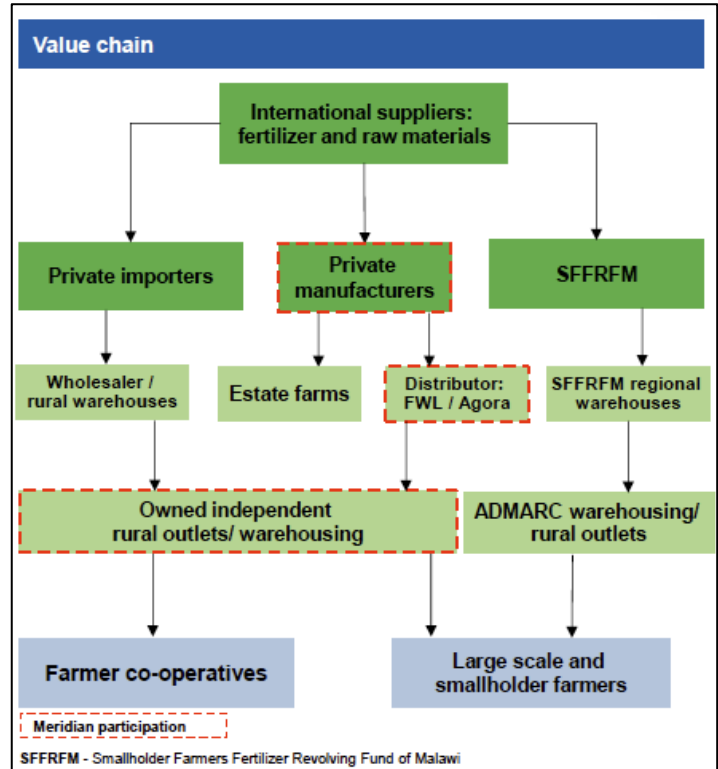 Value chain
International suppliers:
fertilizer and raw materials
Private importers
Private
manufacturers
SFFRFM
Wholesaler /
rural warehouses
Estate farms
Distributor:
FWL / Agora
SFFRFM regional
warehouses
Owned independent
rural outlets/ warehousing
ADMARC warehousing/
rural outlets
Farmer co-operatives
Large scale and
smallholder farmers
Meridian participation
SFFRFM - Smallholder Farmers Fertilizer Revolving Fund of Malawi